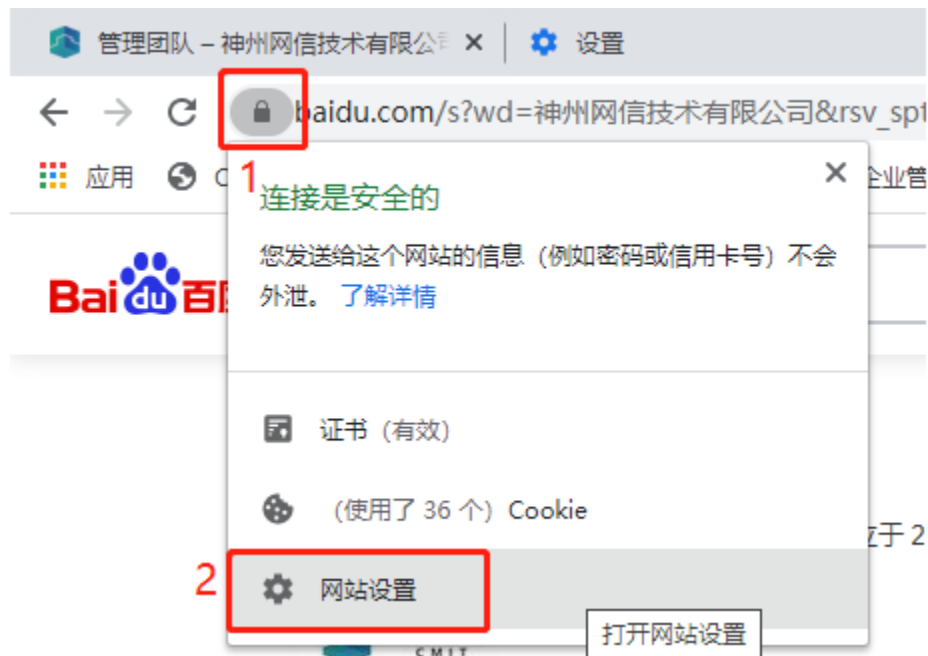 管理团队 – 神州网信技术有限公
设置
baidu.com/s?wd=神州网信技术有限公司&rsv_spt
应用
企业管
1
连接是安全的
您发送给这个网站的信息（例如密码或信用卡号）不会
外泄。 了解详情
Bai du 百
证书（有效）
（使用了 36 个）Cookie
于 2
2
网站设置
打开网站设置
CMIT